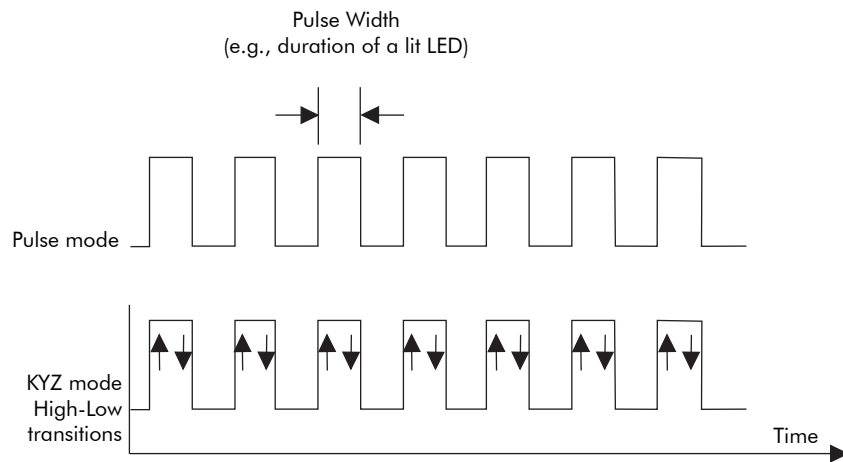 Pulse Width
(e.g., duration of a lit LED)
Pulse mode
KYZ mode
High-Low
transitions
Time